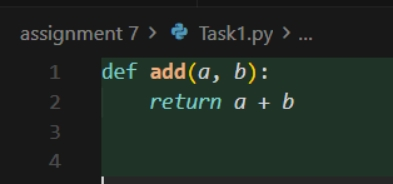 assignment 7 > Task1.py > ...
1 def add(a, b):
2     return a + b
3
4